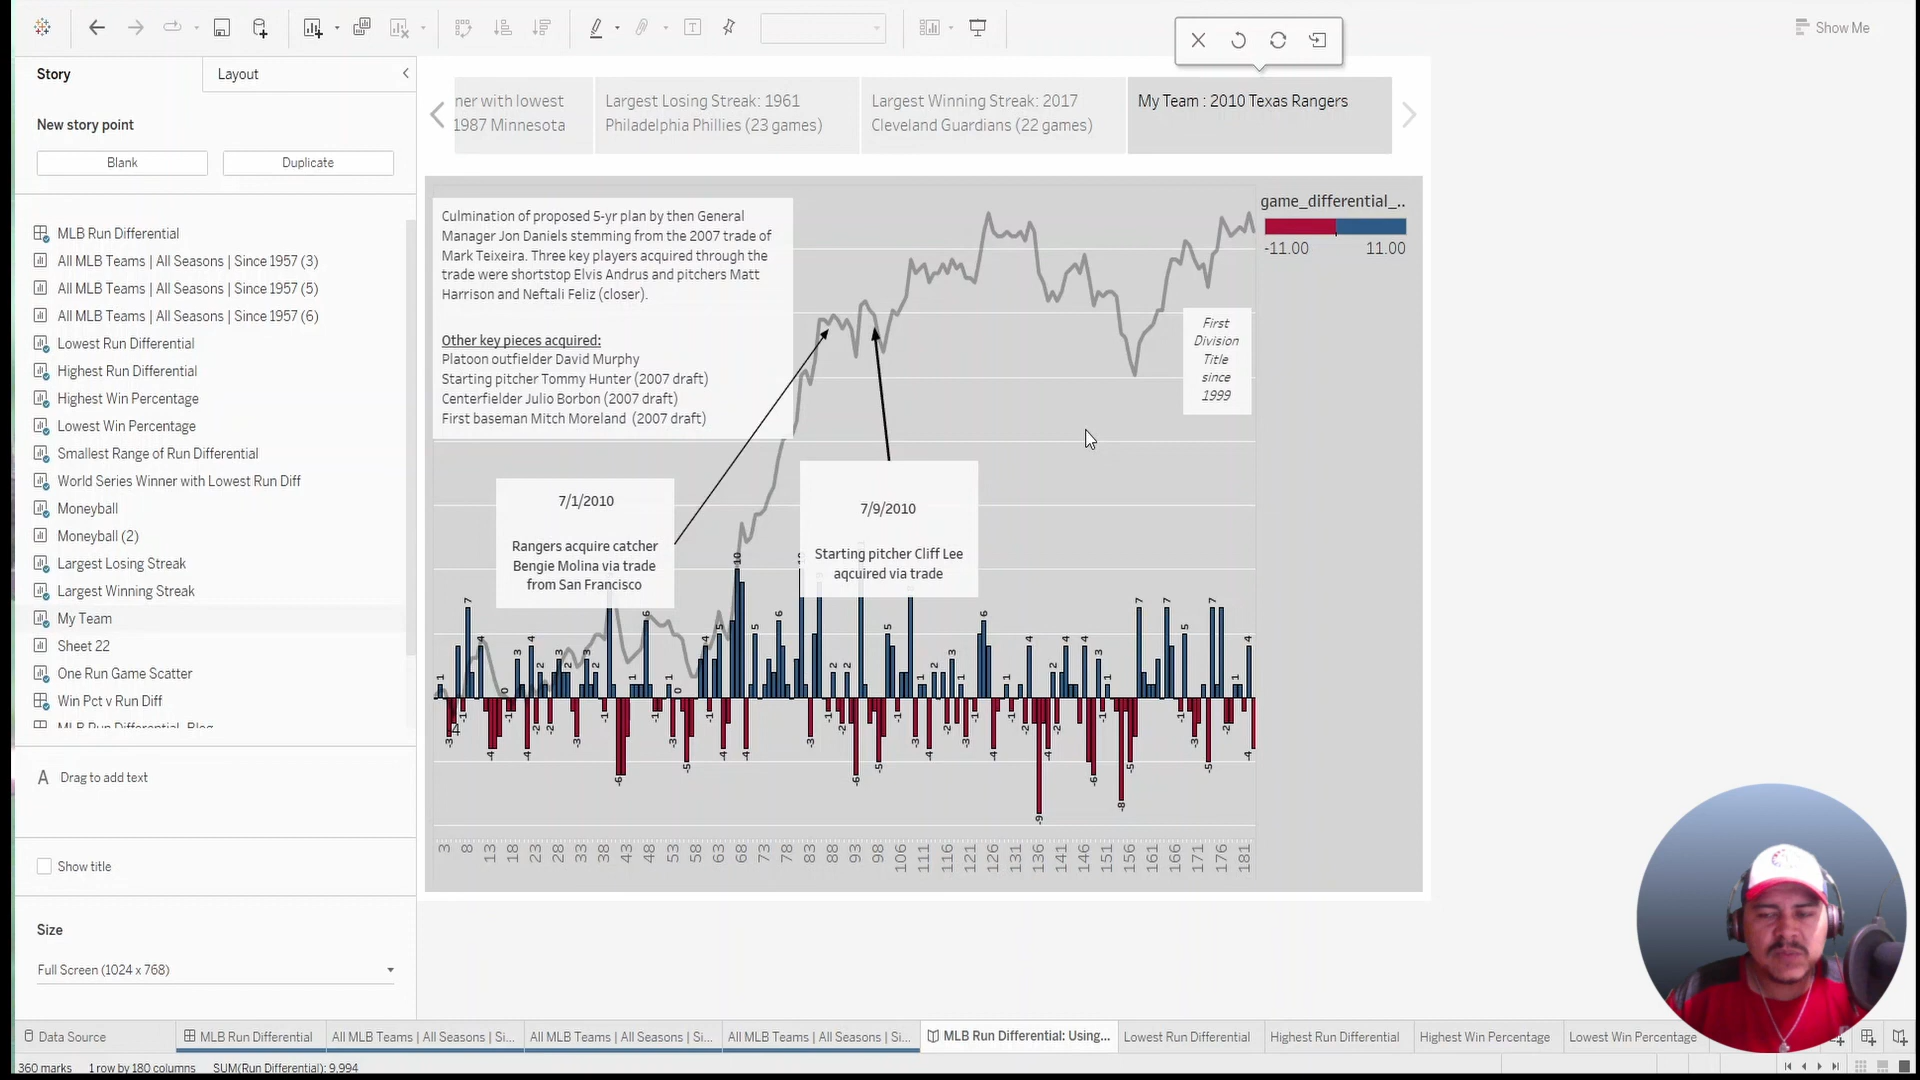 Show Me
Story
Layout
New story point
Blank
Duplicate
MLB Run Differential
All MLB Teams | All Seasons | Since 1957 (3)
All MLB Teams | All Seasons | Since 1957 (5)
All MLB Teams | All Seasons | Since 1957 (6)
Lowest Run Differential
Highest Run Differential
Highest Win Percentage
Lowest Win Percentage
Smallest Range of Run Differential
World Series Winner with Lowest Run Diff
Moneyball
Moneyball (2)
Largest Losing Streak
Largest Winning Streak
My Team
Sheet 22
One Run Game Scatter
Win Pct v Run Diff
MLB Run Differential_Blog
A Drag to add text
Show title
Size
Full Screen (1024 x 768)
ner with lowest
1987 Minnesota
Largest Losing Streak: 1961
Philadelphia Phillies (23 games)
Largest Winning Streak: 2017
Cleveland Guardians (22 games)
My Team : 2010 Texas Rangers
game_differential_..
-11.00 11.00
Culmination of proposed 5-yr plan by then General
Manager Jon Daniels stemming from the 2007 trade of
Mark Teixeira. Three key players acquired through the
trade were shortstop Elvis Andrus and pitchers Matt
Harrison and Neftali Feliz (closer).
Other key pieces acquired:
Platoon outfielder David Murphy
Starting pitcher Tommy Hunter (2007 draft)
Centerfielder Julio Borbon (2007 draft)
First baseman Mitch Moreland (2007 draft)
First
Division
Title
since
1999
7/1/2010
Rangers acquire catcher
Bengie Molina via trade
from San Francisco
7/9/2010
Starting pitcher Cliff Lee
aqcuired via trade
3 8 13 18 23 28 33 38 43 48 53 58 63 68 73 78 83 88 93 98 106 111 116 121 126 131 136 141 146 151 156 161 166 171 176 181
Data Source
MLB Run Differential
All MLB Teams | All Seasons | Si...
All MLB Teams | All Seasons | Si...
All MLB Teams | All Seasons | Si...
MLB Run Differential: Using...
Lowest Run Differential
Highest Run Differential
Highest Win Percentage
Lowest Win Percentage
360 marks 1 row by 180 columns SUM(Run Differential): 9,994